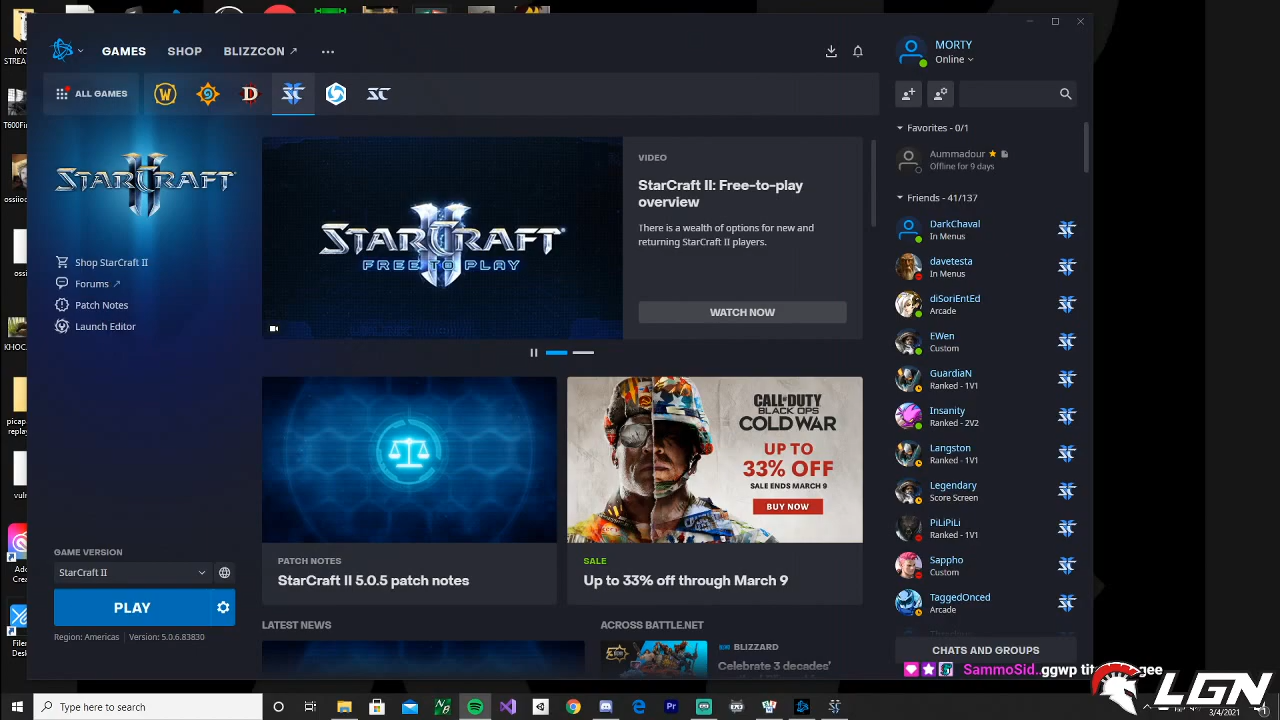 GAMES
SHOP
BLIZZCON
MORTY
Online
ALL GAMES
STARCRAFT
II
Shop StarCraft II
Forums
Patch Notes
Launch Editor
STARCRAFT
II
FREE TO PLAY
VIDEO
StarCraft II: Free-to-play
overview
There is a wealth of options for new and
returning StarCraft II players.
WATCH NOW
CALL OF DUTY
BLACK OPS
COLD WAR
UP TO
33% OFF
SALE ENDS MARCH 9
BUY NOW
PATCH NOTES
StarCraft II 5.0.5 patch notes
SALE
Up to 33% off through March 9
LATEST NEWS
ACROSS BATTLE.NET
BLIZZARD
Celebrate 3 decades'
GAME VERSION
StarCraft II
PLAY
Region: Americas | Version: 5.0.6.83830
Favorites - 0/1
Aummadour
Offline for 9 days
Friends - 41/137
DarkChaval
In Menus
davetesta
In Menus
diSoriEntEd
Arcade
EWen
Custom
GuardiaN
Ranked - 1V1
Insanity
Ranked - 2V2
Langston
Ranked - 1V1
Legendary
Score Screen
PiLiPiLi
Ranked - 1V1
Sappho
Custom
TaggedOnced
Arcade
CHATS AND GROUPS
SammoSid..ggwp
LGN
Type here to search
3/4/2021